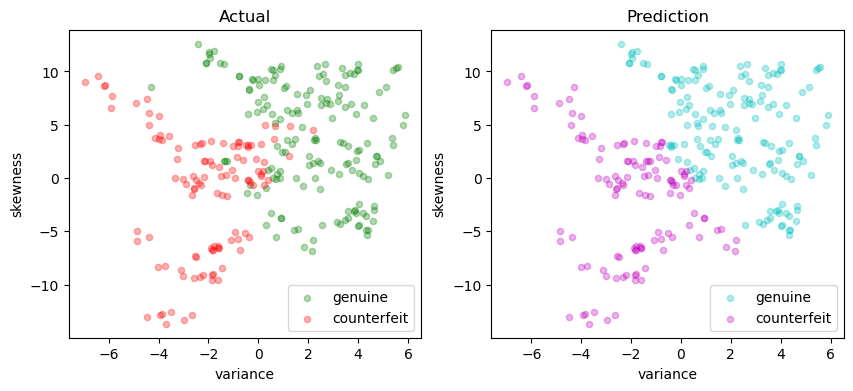 Actual
skewness
10
5
0
−5
−10
genuine
counterfeit
−6 −4 −2 0 2 4 6
variance
Prediction
skewness
10
5
0
−5
−10
genuine
counterfeit
−6 −4 −2 0 2 4 6
variance